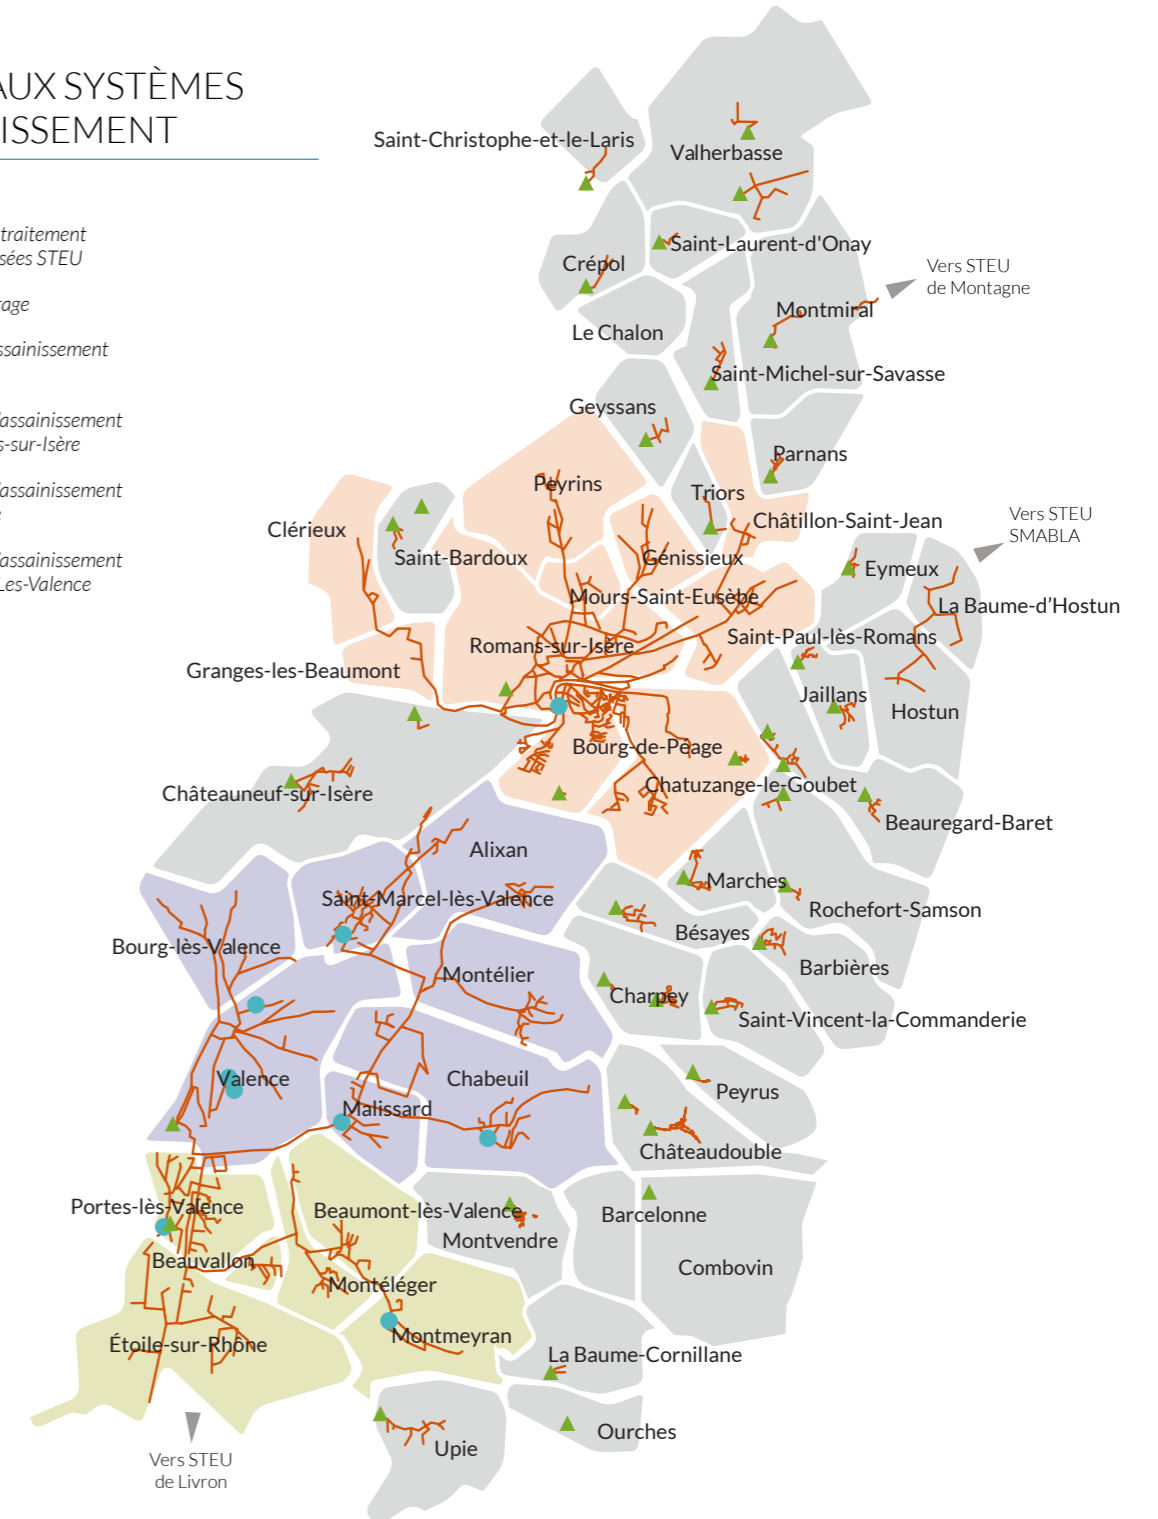 AUX SYSTÈMES
ISSEMENT
traitement
sées STEU
rage
ssainissement
'assainissement
s-sur-Isère
'assainissement
'assainissement
Les-Valence
Saint-Christophe-et-le-Laris
Valherbasse
Saint-Laurent-d'Onay
Crépol
Vers STEU
de Montagne
Montmiral
Le Chalon
Saint-Michel-sur-Savasse
Geyssans
Parnans
Peyrins
Triors
Châtillon-Saint-Jean
Vers STEU
SMABLA
Clérieux
Saint-Bardoux
Génissieux
Eymeux
Mours-Saint-Eusèbe
La Baume-d’Hostun
Romans-sur-Isère
Saint-Paul-lès-Romans
Granges-les-Beaumont
Jaillans
Hostun
Bourg-de-Péage
Châteauneuf-sur-Isère
Chatuzange-le-Goubet
Beauregard-Baret
Alixan
Marches
Saint-Marcel-lès-Valence
Rochefort-Samson
Bourg-lès-Valence
Bésayes
Barbières
Montélier
Charpey
Saint-Vincent-la-Commanderie
Valence
Chabeuil
Peyrus
Malissard
Châteaudouble
Portes-lès-Valence
Beaumont-lès-Valence
Barcelonne
Montvendre
Beauvallon
Combovin
Montéléger
Étoile-sur-Rhône
Montmeyran
La Baume-Cornillane
Ourches
Upie
Vers STEU
de Livron